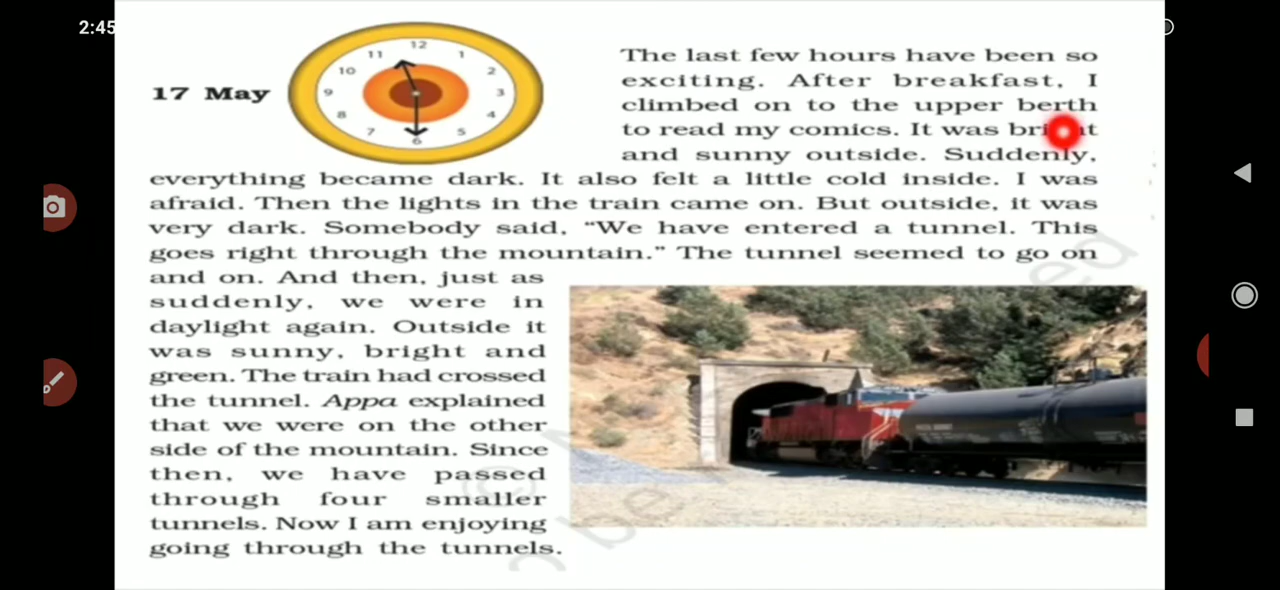 2:45
12
11
1
10
2
9
3
8
4
7
5
6
17 May
The last few hours have been so
exciting. After breakfast, I
climbed on to the upper berth
to read my comics. It was
and sunny outside. Suddenly,
everything became dark. It also felt a little cold inside. I was
afraid. Then the lights in the train came on. But outside, it was
very dark. Somebody said, “We have entered a tunnel. This
goes right through the mountain.” The tunnel seemed to go on
and on. And then, just as
suddenly, we were in
daylight again. Outside it
was sunny, bright and
green. The train had crossed
the tunnel. Appa explained
that we were on the other
side of the mountain. Since
then, we have passed
through four smaller
tunnels. Now I am enjoying
going through the tunnels.